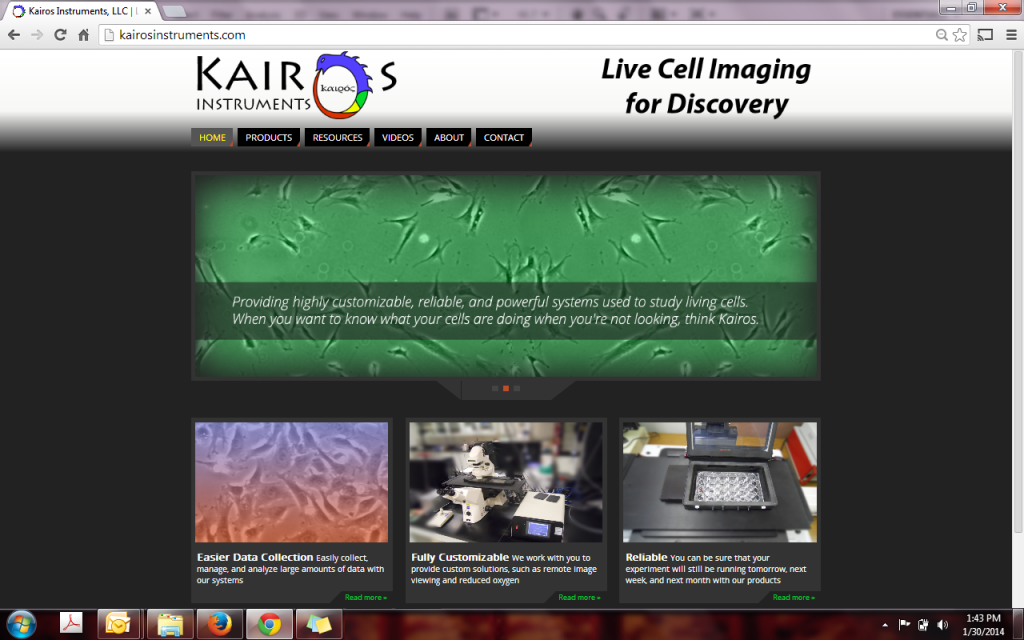 Kairos Instruments, LLC |
kairosinstruments.com
KAIROS
καιρός
INSTRUMENTS
Live Cell Imaging
for Discovery
HOME PRODUCTS RESOURCES VIDEOS ABOUT CONTACT
Providing highly customizable, reliable, and powerful systems used to study living cells.
When you want to know what your cells are doing when you're not looking, think Kairos.
Easier Data Collection Easily collect,
manage, and analyze large amounts of data with
our systems
Read more »
Fully Customizable We work with you to
provide custom solutions, such as remote image
viewing and reduced oxygen
Read more »
Reliable You can be sure that your
experiment will still be running tomorrow, next
week, and next month with our products
Read more »
1:43 PM
1/30/2014